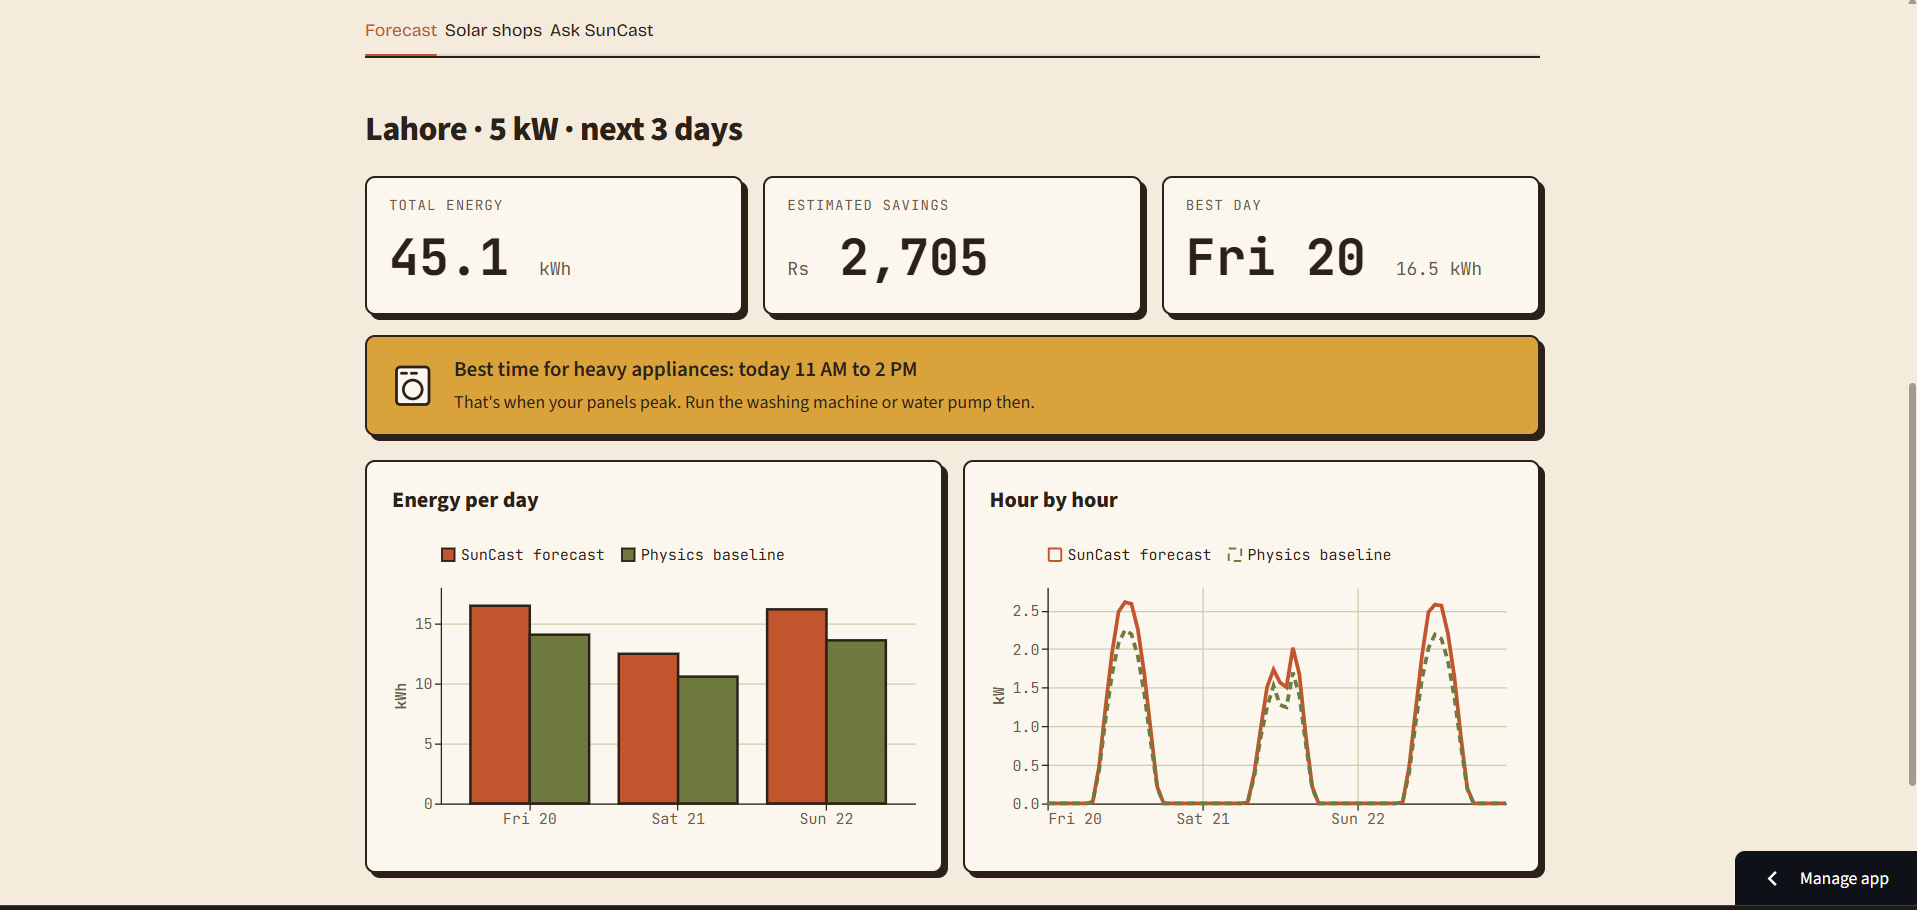 Forecast Solar shops Ask SunCast
Lahore · 5 kW · next 3 days
TOTAL ENERGY
45.1 kWh
ESTIMATED SAVINGS
Rs 2,705
BEST DAY
Fri 20 16.5 kWh
Best time for heavy appliances: today 11 AM to 2 PM
That's when your panels peak. Run the washing machine or water pump then.
Energy per day
SunCast forecast Physics baseline
kWh
15
10
5
0
Fri 20 Sat 21 Sun 22
Hour by hour
SunCast forecast Physics baseline
kW
2.5
2.0
1.5
1.0
0.5
0.0
Fri 20 Sat 21 Sun 22
Manage app